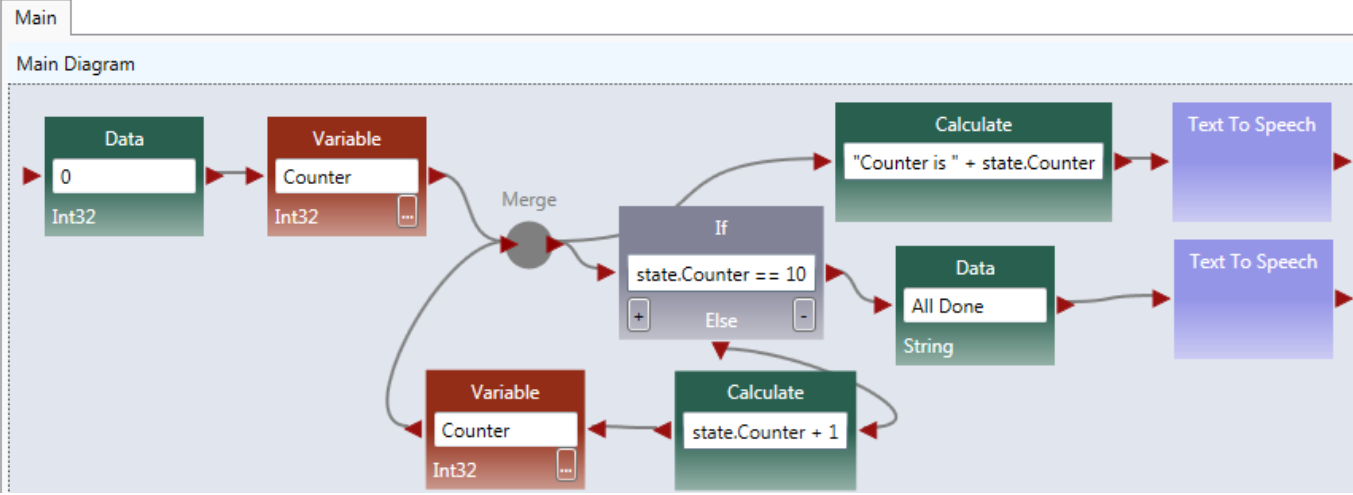 Main
Main Diagram
Data
0
Int32
Variable
Counter
Int32
...
Merge
If
state.Counter == 10
+
Else
-
Calculate
"Counter is " + state.Counter
Text To Speech
Data
All Done
String
Text To Speech
Variable
Counter
Int32
...
Calculate
state.Counter + 1